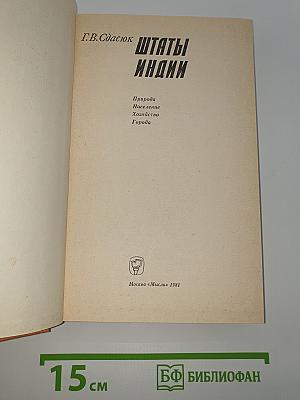 Г. В. Сдасюк
ШТАТЫ
ИНДИИ
Природа
Население
Хозяйство
Города
Москва «Мысль» 1981
15 см
БФ БИБЛИОФАН